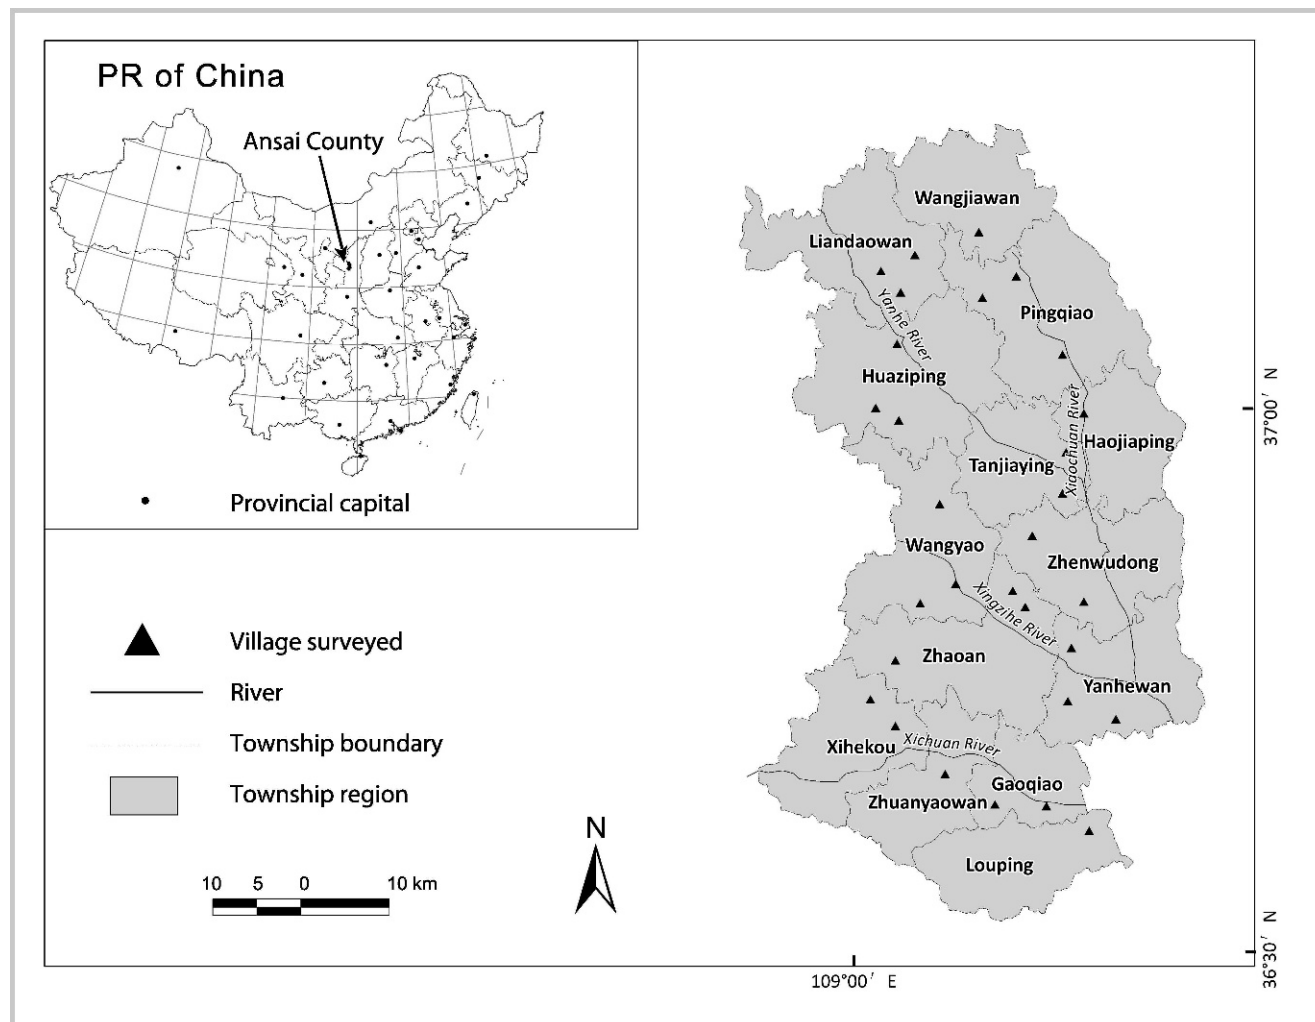 PR of China
Ansai County
Provincial capital
Village surveyed
River
Township boundary
Township region
10 5 0 10 km
N
Wangjiawan
Liandaowan
Yanhe River
Pingqiao
Huaziping
Xiaochuan River
Haojiaping
Tanjiaying
Wangyao
Zhenwudong
Xingzihe River
Zhaoan
Yanhewan
Xihekou
Xichuan River
Gaoqiao
Zhuanyaowan
Louping
37°00′ N
36°30′ N
109°00′ E